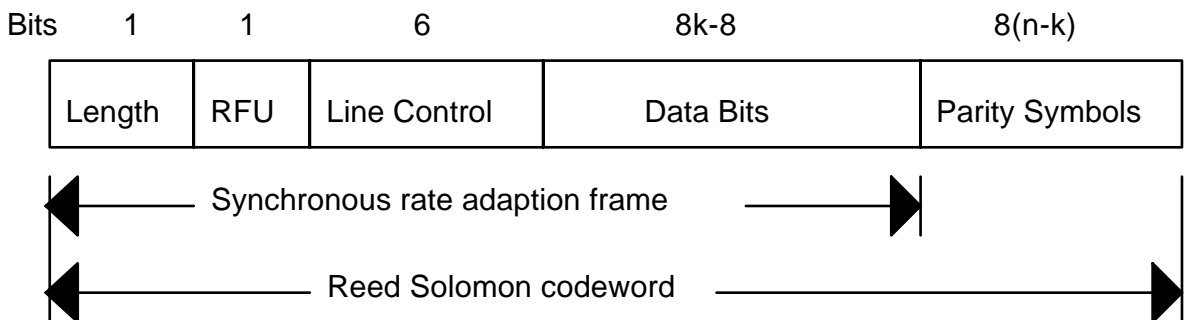 Bits 1 1 6 8k-8 8(n-k)
Length RFU Line Control Data Bits Parity Symbols
Synchronous rate adaption frame
Reed Solomon codeword